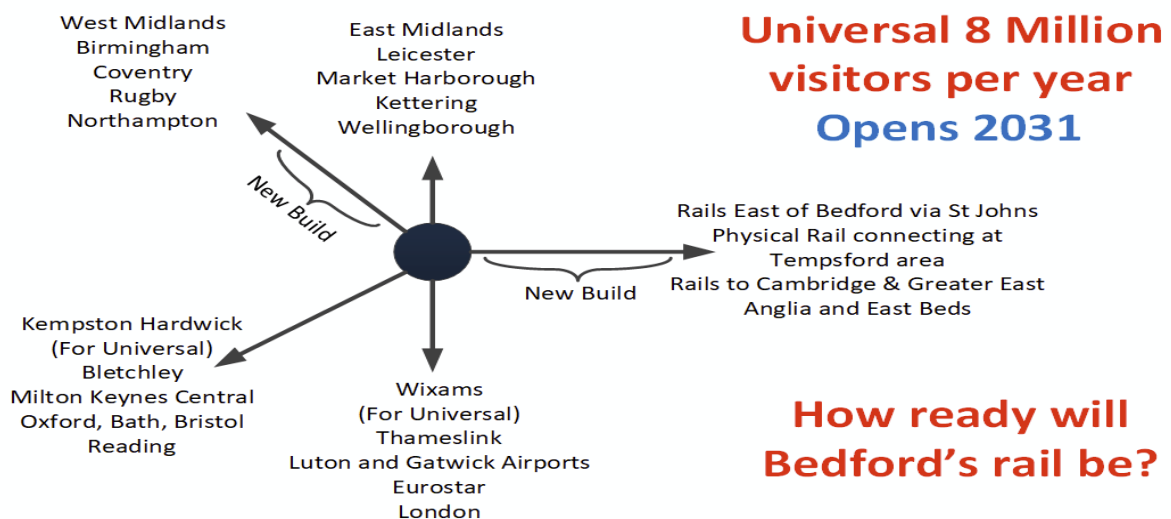 West Midlands
Birmingham
Coventry
Rugby
Northampton
East Midlands
Leicester
Market Harborough
Kettering
Wellingborough
Universal 8 Million
visitors per year
Opens 2031
New Build
Rails East of Bedford via St Johns
Physical Rail connecting at
Tempsford area
Rails to Cambridge & Greater East
Anglia and East Beds
New Build
Kempston Hardwick
(For Universal)
Bletchley
Milton Keynes Central
Oxford, Bath, Bristol
Reading
Wixams
(For Universal)
Thameslink
Luton and Gatwick Airports
Eurostar
London
How ready will
Bedford's rail be?